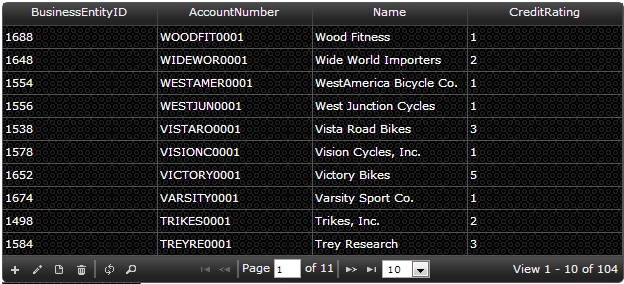 BusinessEntityID AccountNumber Name CreditRating
1688 WOODFIT0001 Wood Fitness 1
1648 WIDEWOR0001 Wide World Importers 2
1554 WESTAMER0001 WestAmerica Bicycle Co. 1
1556 WESTJUN0001 West Junction Cycles 1
1538 VISTARO0001 Vista Road Bikes 3
1578 VISIONC0001 Vision Cycles, Inc. 1
1652 VICTORY0001 Victory Bikes 5
1674 VARSITY0001 Varsity Sport Co. 1
1498 TRIKES0001 Trikes, Inc. 2
1584 TREYRE0001 Trey Research 3
Page 1 of 11 10 View 1 - 10 of 104